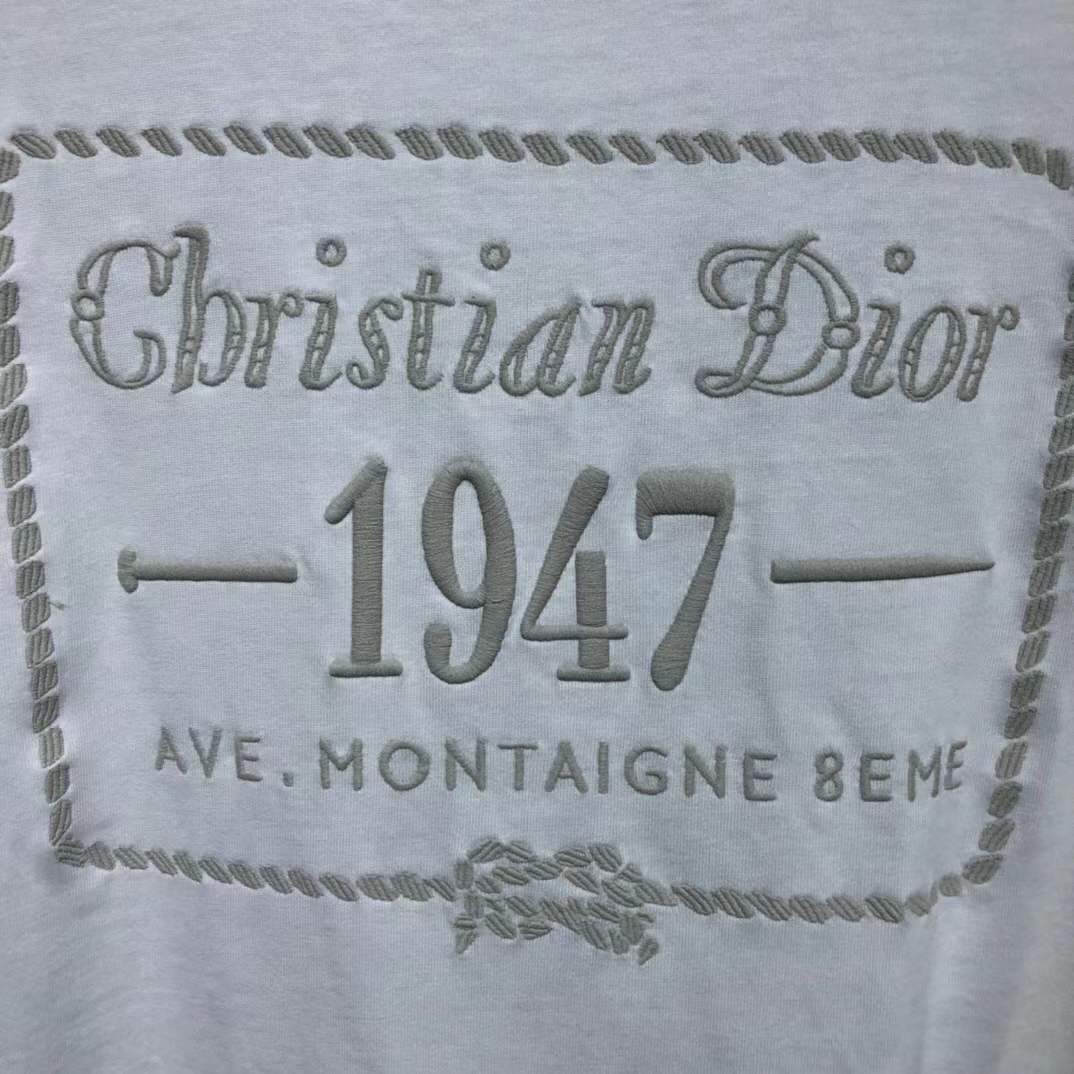 Christian Dior
1947
AVE. MONTAIGNE 8EME